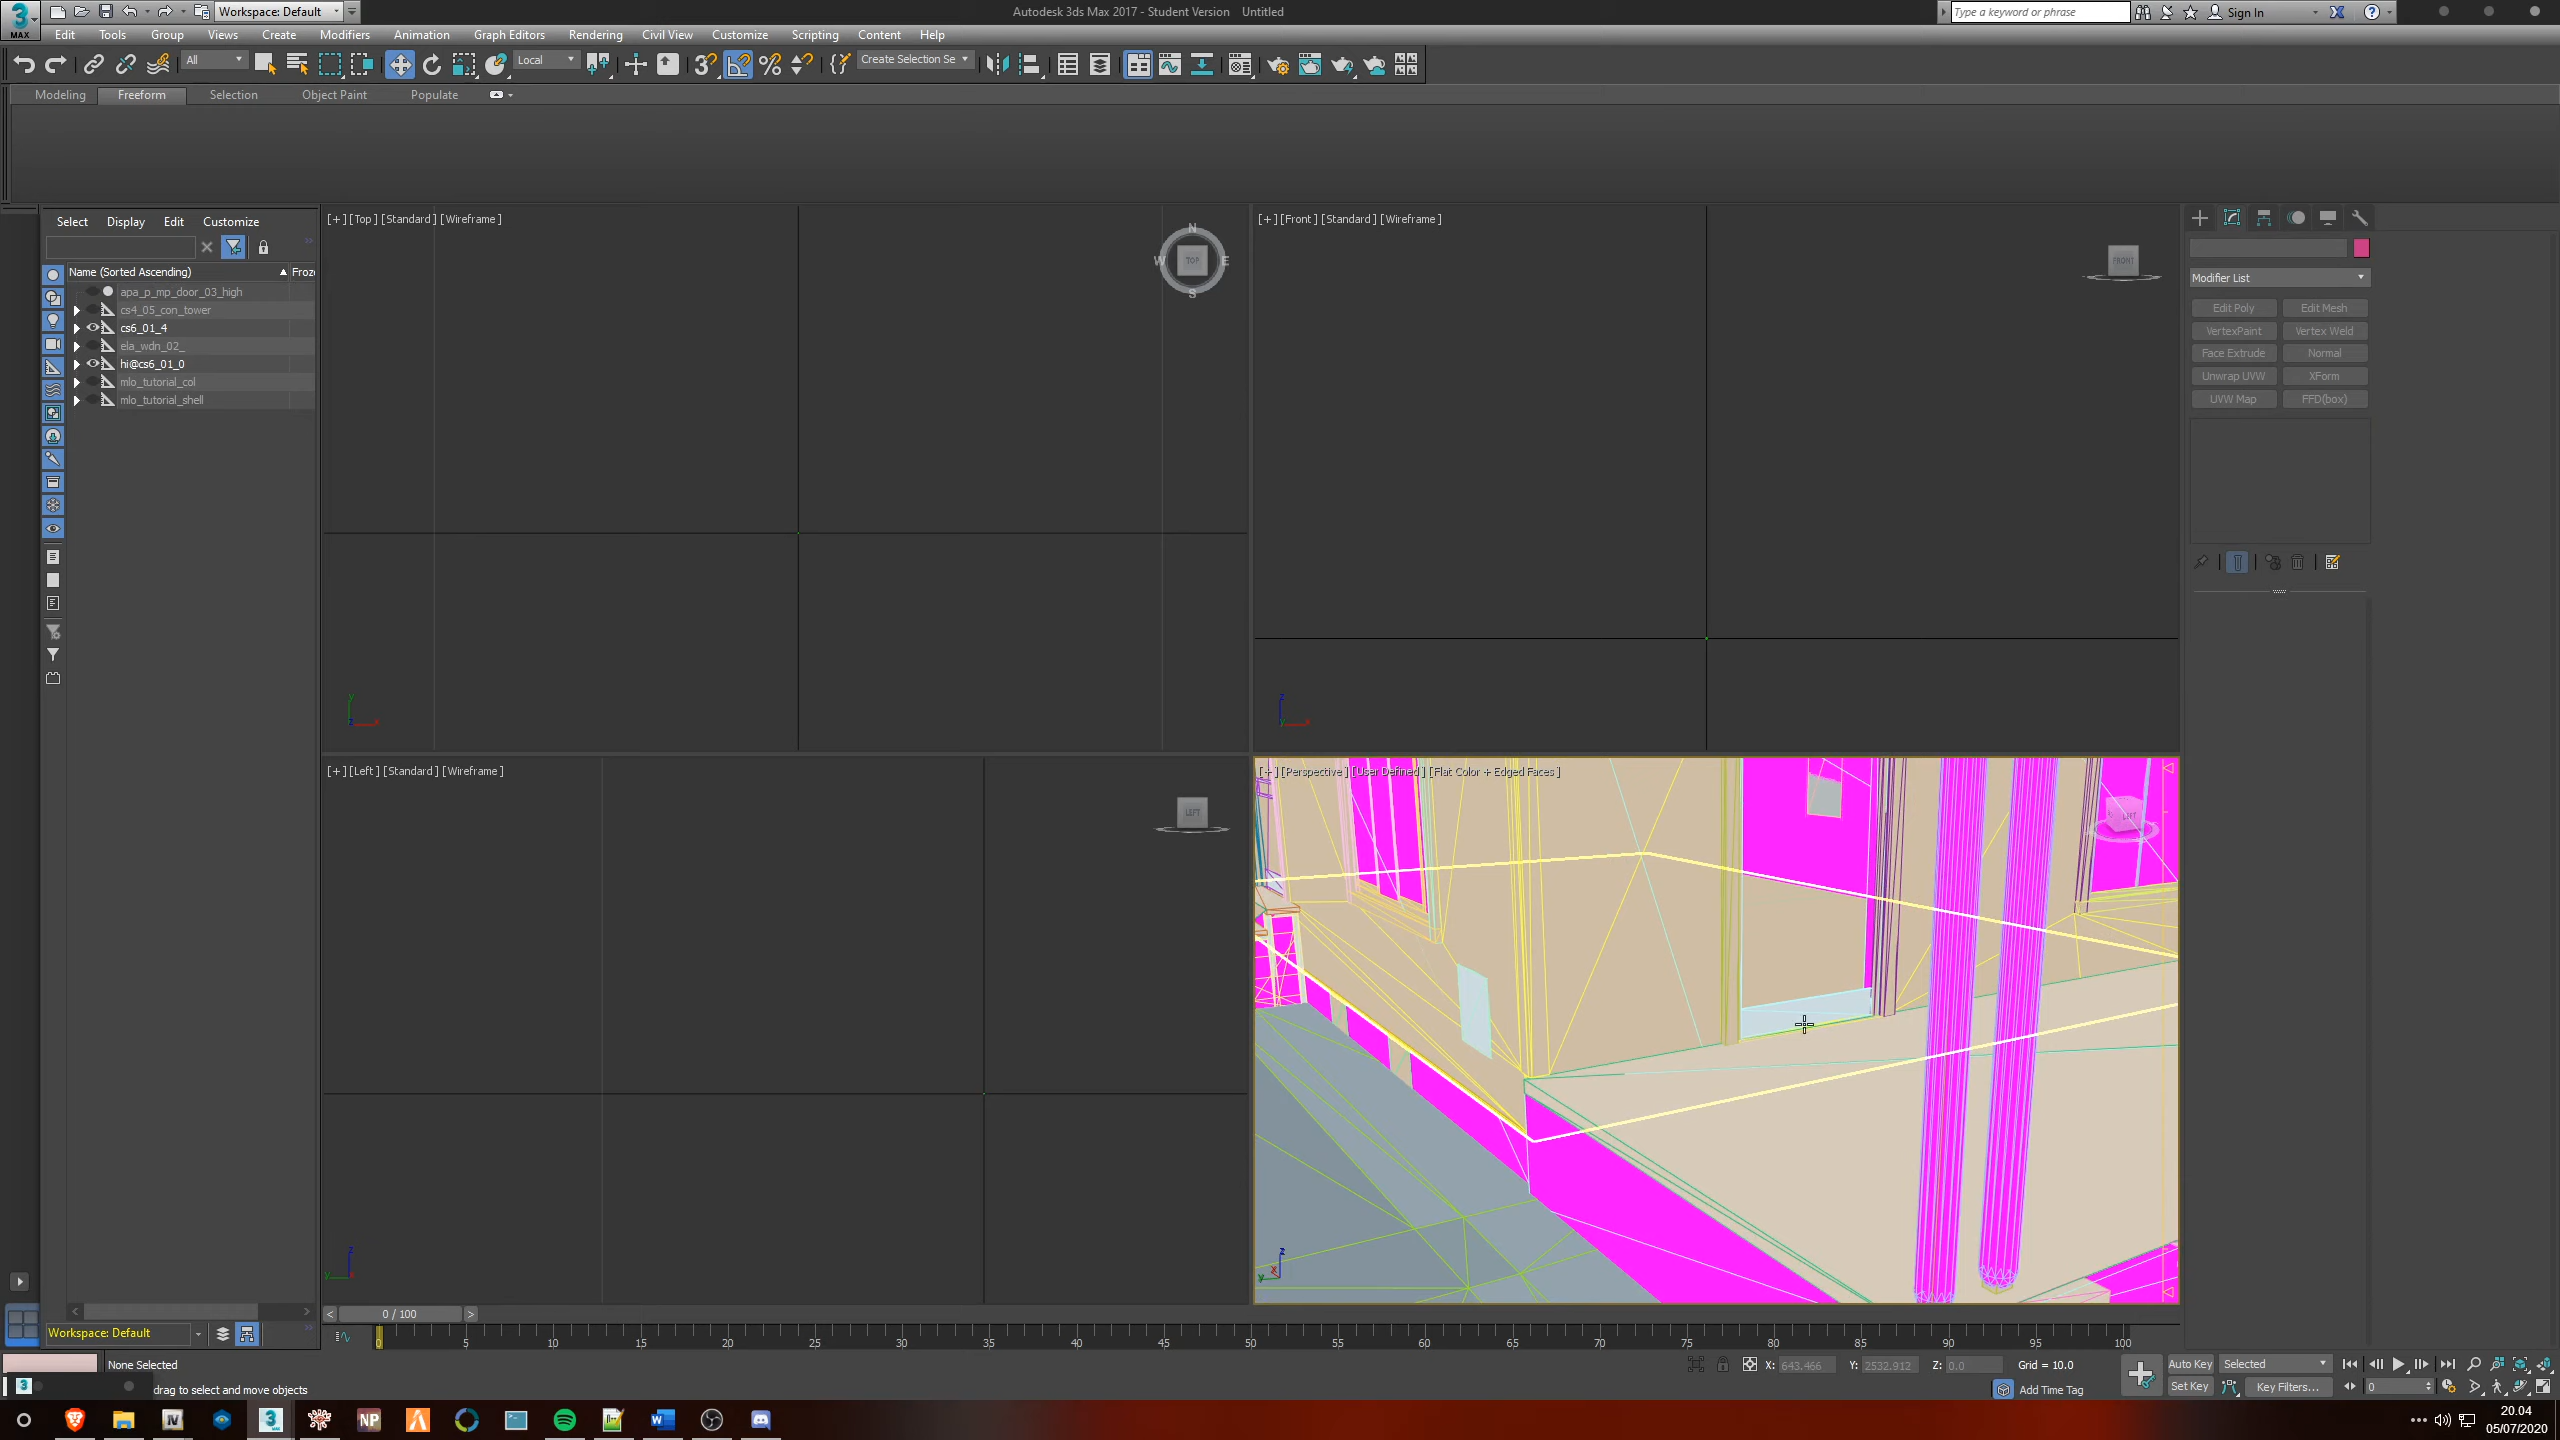 Workspace: Default
Autodesk 3ds Max 2017 - Student Version    Untitled
Type a keyword or phrase
Sign In
MAX
Edit Tools Group Views Create Modifiers Animation Graph Editors Rendering Civil View Customize Scripting Content Help
All
Local
Create Selection Se
Modeling Freeform Selection Object Paint Populate
Select Display Edit Customize
Name (Sorted Ascending)
Froz
apa_p_mp_door_03_high
cs4_05_con_tower
cs6_01_4
ela_wdn_02_
hi@cs6_01_0
mlo_tutorial_col
mlo_tutorial_shell
[+] [Top] [Standard] [Wireframe]
N
W TOP E
S
[+] [Front] [Standard] [Wireframe]
FRONT
Modifier List
Edit Poly Edit Mesh
VertexPaint Vertex Weld
Face Extrude Normal
Unwrap UVW XForm
UVW Map FFD(box)
[+] [Left] [Standard] [Wireframe]
LEFT
[+] [Perspective] [User Defined] [Flat Color + Edged Faces]
LEFT
< 0 / 100 >
Workspace: Default
0 5 10 15 20 25 30 35 40 45 50 55 60 65 70 75 80 85 90 95 100
None Selected
drag to select and move objects
X: 643.466 Y: 2532.912 Z: 0.0 Grid = 10.0
Add Time Tag
Auto Key Selected
Set Key Key Filters...
0
NP
20.04
05/07/2020